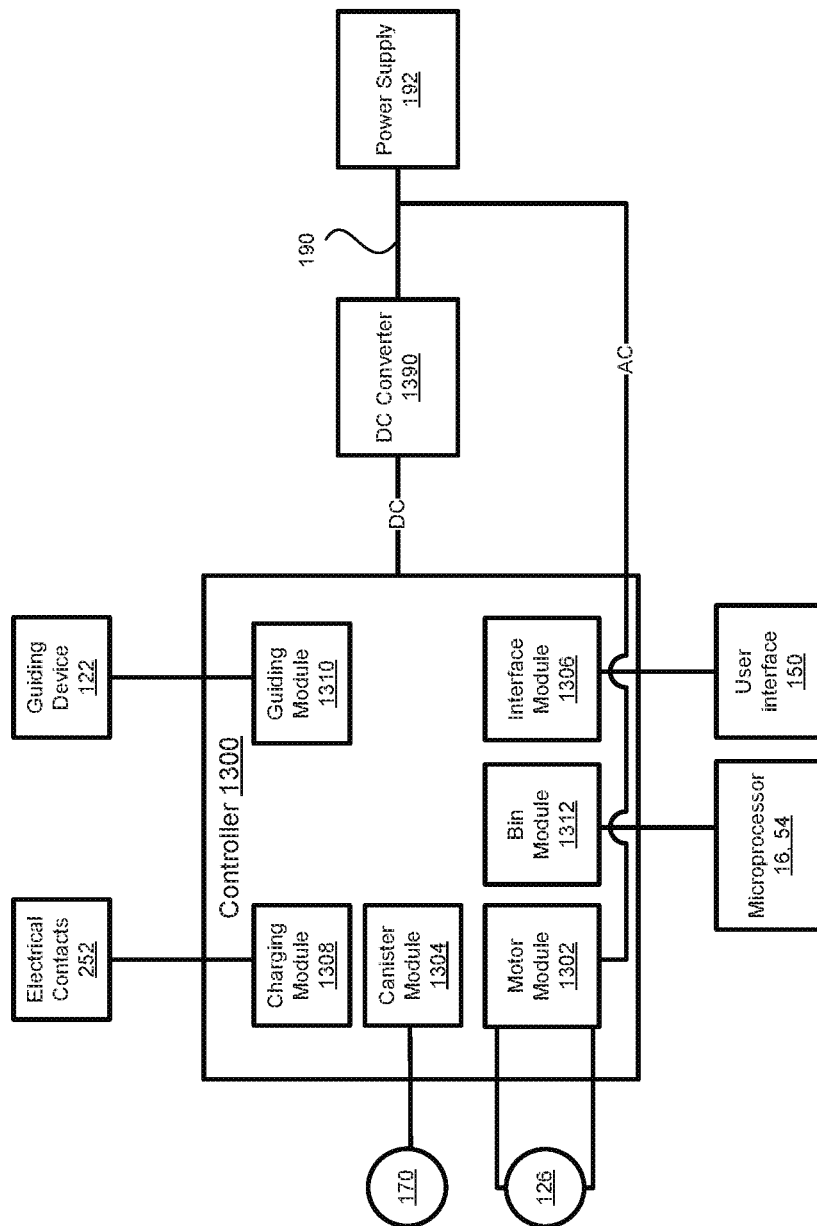 Electrical
Contacts
252
Guiding
Device
122
Controller 1300
Charging
Module
1308
Guiding
Module
1310
Canister
Module
1304
170
Motor
Module
1302
Bin
Module
1312
Interface
Module
1306
126
DC
DC Converter
1390
190
Power Supply
192
AC
Microprocessor
16, 54
User
interface
150